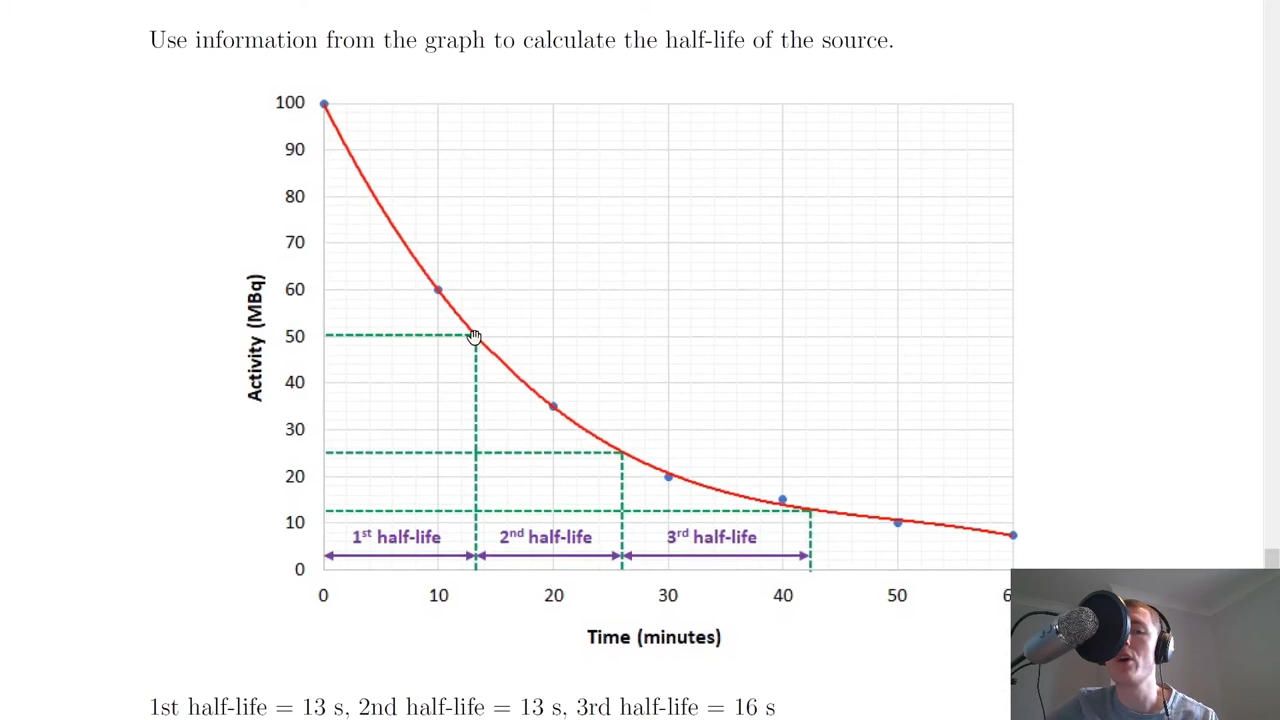 Use information from the graph to calculate the half-life of the source.
100
90
80
70
60
50
40
30
20
10
0
Activity (MBq)
1st half-life
2nd half-life
3rd half-life
0 10 20 30 40 50 6
Time (minutes)
1st half-life = 13 s, 2nd half-life = 13 s, 3rd half-life = 16 s